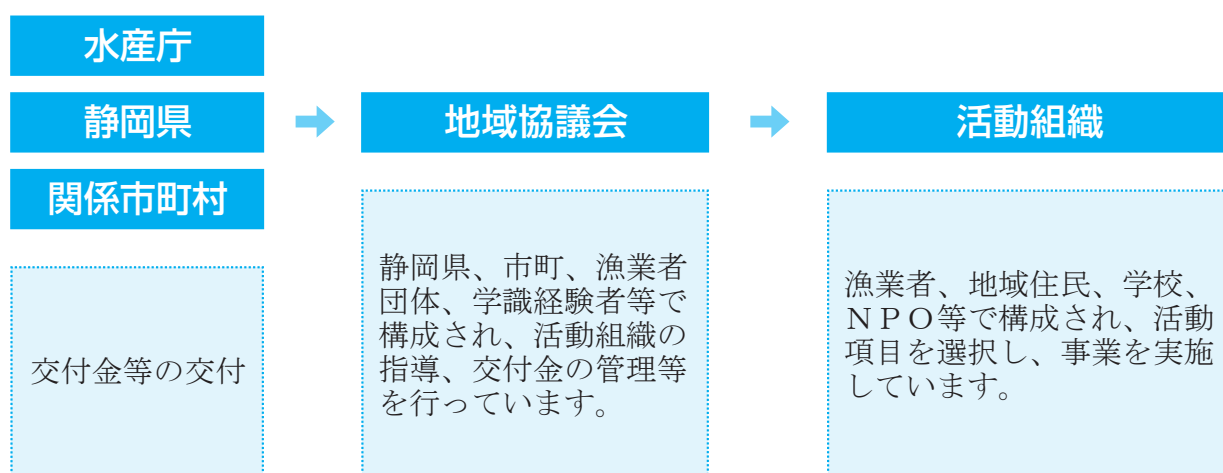 水産庁
静岡県
関係市町村
交付金等の交付
地域協議会
静岡県、市町、漁業者
団体、学識経験者等で
構成され、活動組織の
指導、交付金の管理等
を行っています。
活動組織
漁業者、地域住民、学校、
ＮＰＯ等で構成され、活動
項目を選択し、事業を実施
しています。